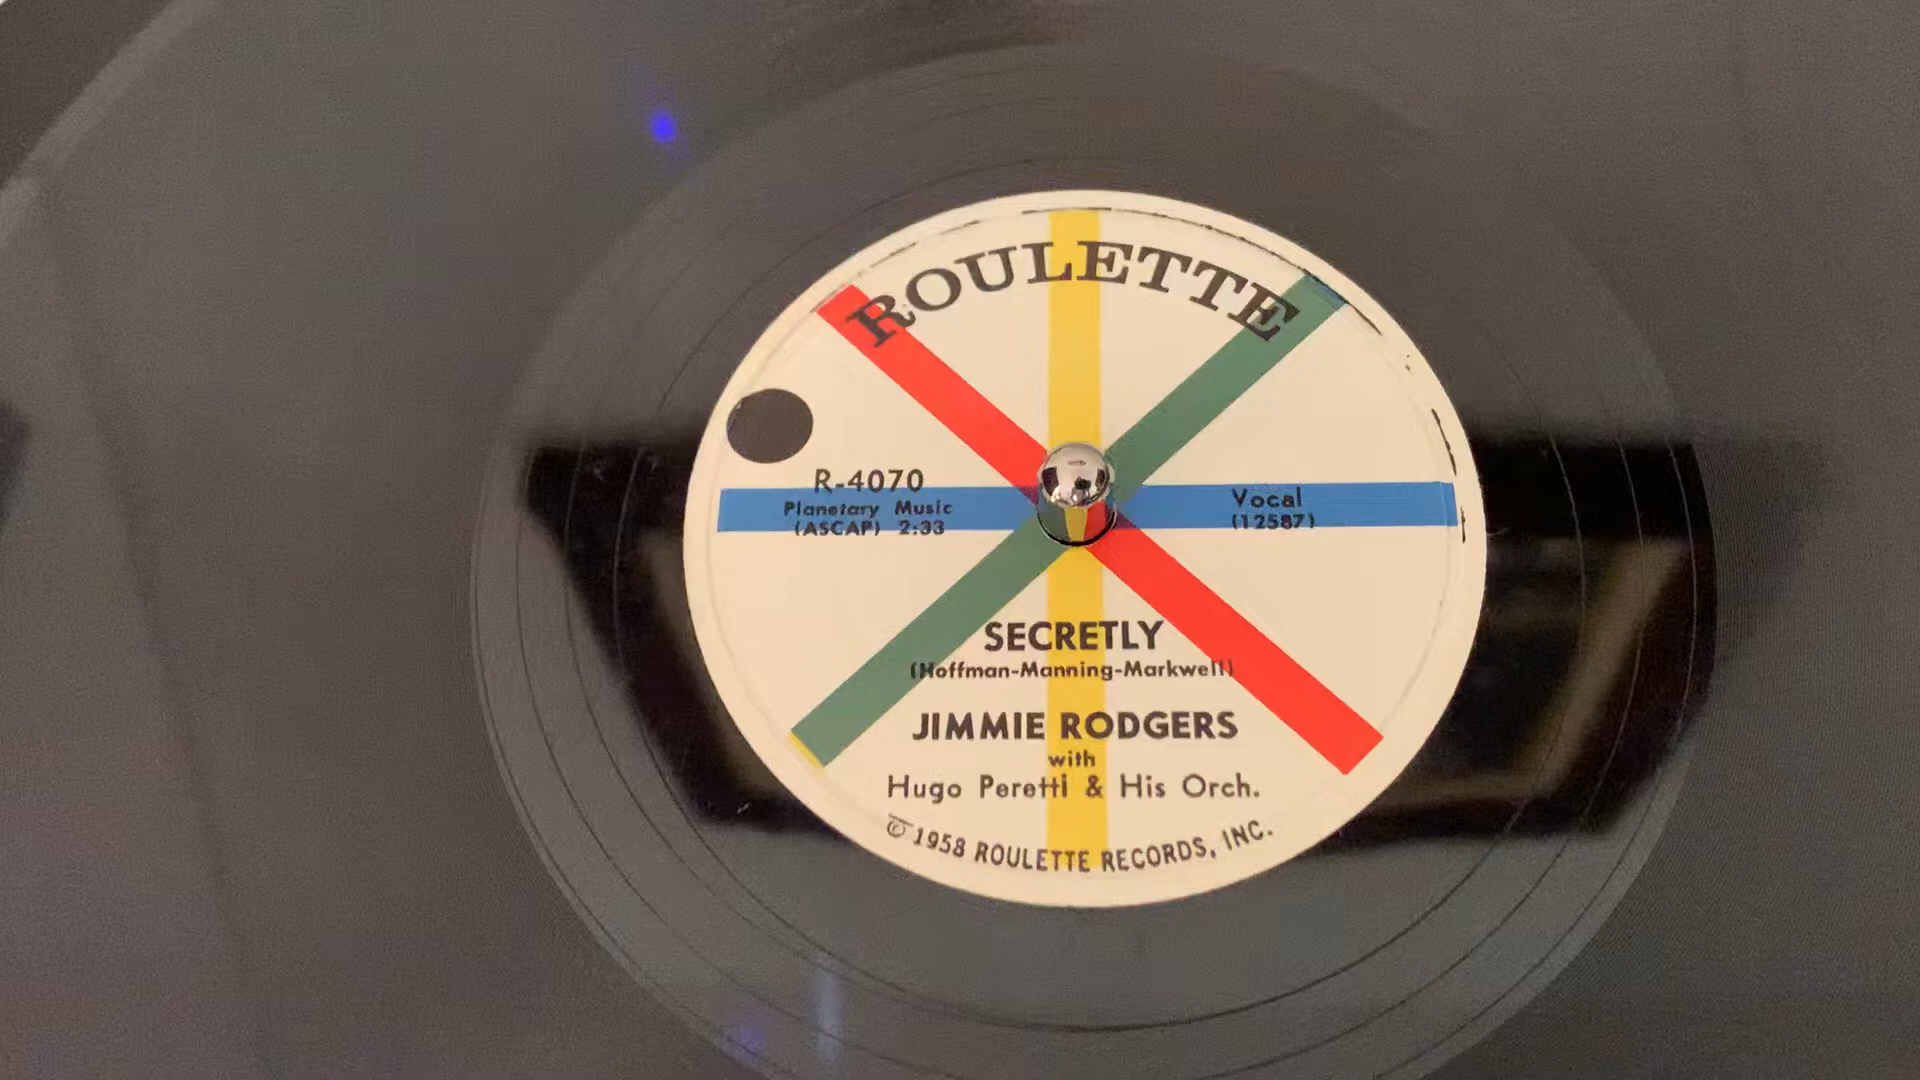 ROULETTE
R-4070
Planetary Music
(ASCAP) 2:33
Vocal
(12587)
SECRETLY
(Hoffman-Manning-Markwell)
JIMMIE RODGERS
with
Hugo Peretti & His Orch.
© 1958 ROULETTE RECORDS, INC.